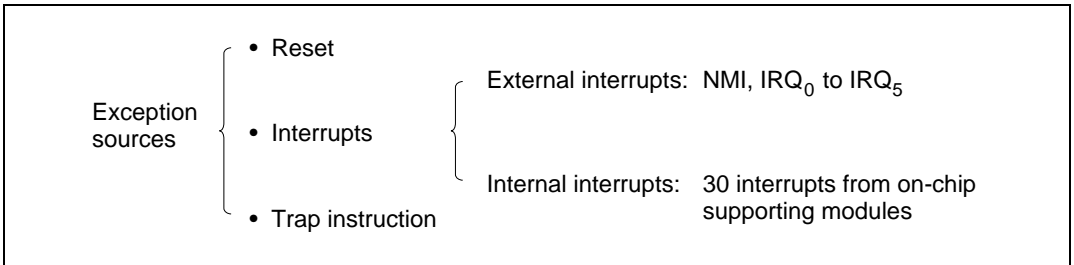 • Reset
External interrupts: NMI, IRQ0 to IRQ5
Exception
sources
• Interrupts
Internal interrupts: 30 interrupts from on-chip
supporting modules
• Trap instruction